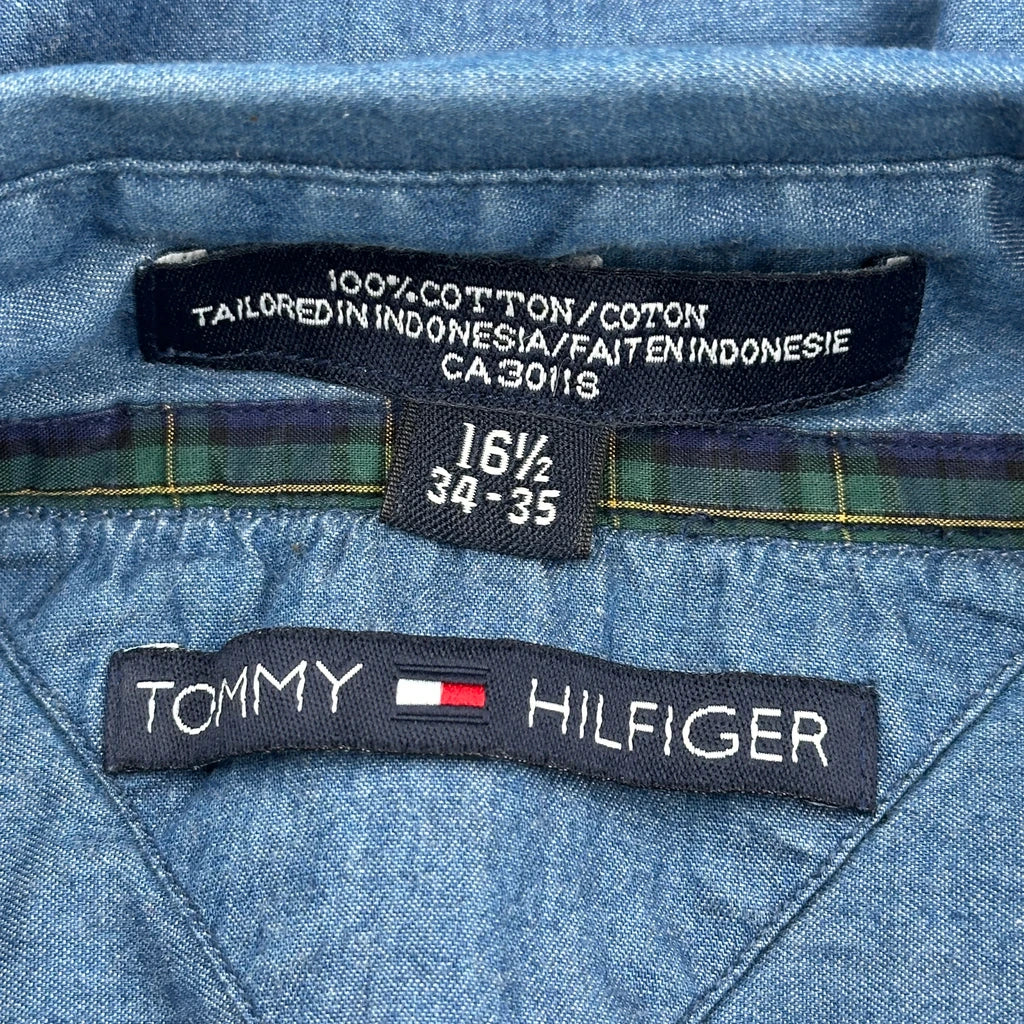 100% COTTON/COTON
TAILORED IN INDONESIA/FAIT EN INDONESIE
CA 30118
16½
34-35
TOMMY HILFIGER